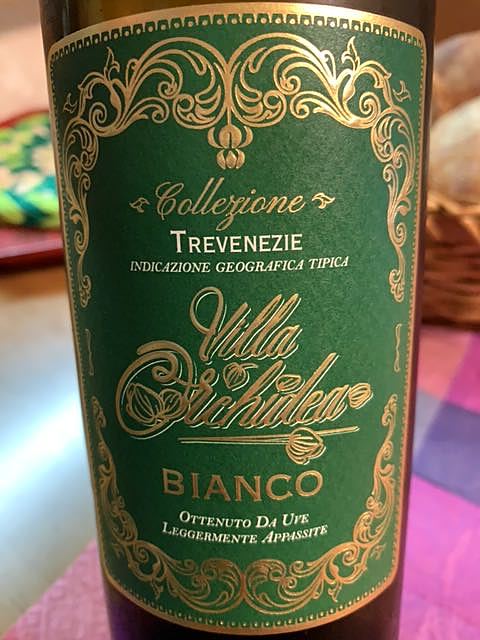 Collezione
TREVENEZIE
INDICAZIONE GEOGRAFICA TIPICA
Villa
Orchidea
BIANCO
OTTENUTO DA UVE
LEGGERMENTE APPASSITE